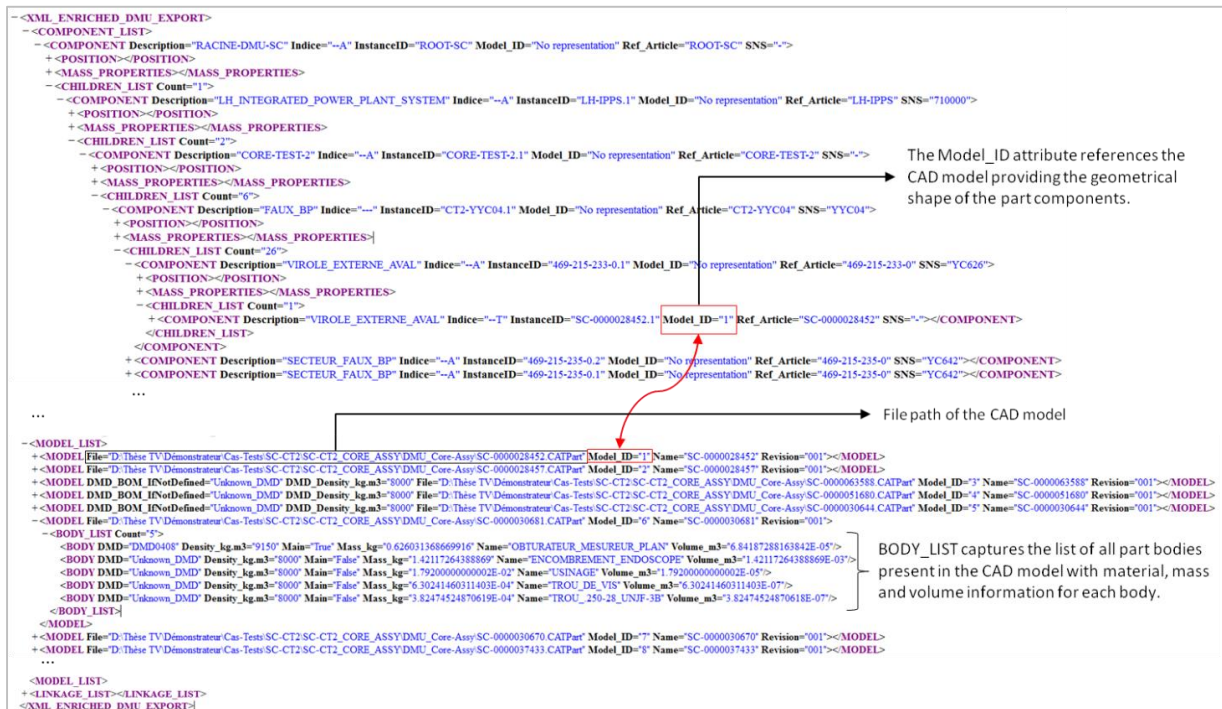 −<XML_ENRICHED_DMU_EXPORT>
−<COMPONENT_LIST>
−<COMPONENT Description="RACINE-DMU-SC" Indice="--A" InstanceID="ROOT-SC" Model_ID="No representation" Ref_Article="ROOT-SC" SNS="-">
+<POSITION></POSITION>
+<MASS_PROPERTIES></MASS_PROPERTIES>
−<CHILDREN_LIST Count="1">
−<COMPONENT Description="LH_INTEGRATED_POWER_PLANT_SYSTEM" Indice="--A" InstanceID="LH-IPPS.1" Model_ID="No representation" Ref_Article="LH-IPPS" SNS="710000">
+<POSITION></POSITION>
+<MASS_PROPERTIES></MASS_PROPERTIES>
−<CHILDREN_LIST Count="2">
−<COMPONENT Description="CORE-TEST-2" Indice="--A" InstanceID="CORE-TEST-2.1" Model_ID="No representation" Ref_Article="CORE-TEST-2" SNS="-">
+<POSITION></POSITION>
+<MASS_PROPERTIES></MASS_PROPERTIES>
−<CHILDREN_LIST Count="6">
−<COMPONENT Description="FAUX_BP" Indice="---" InstanceID="CT2-YYC04.1" Model_ID="No representation" Ref_Article="CT2-YYC04" SNS="YYC04">
+<POSITION></POSITION>
+<MASS_PROPERTIES></MASS_PROPERTIES>
−<CHILDREN_LIST Count="26">
−<COMPONENT Description="VIROLE_EXTERNE_AVAL" Indice="--A" InstanceID="469-215-233-0.1" Model_ID="No representation" Ref_Article="469-215-233-0" SNS="YC626">
+<POSITION></POSITION>
+<MASS_PROPERTIES></MASS_PROPERTIES>
−<CHILDREN_LIST Count="1">
+<COMPONENT Description="VIROLE_EXTERNE_AVAL" Indice="--T" InstanceID="SC-0000028452.1" Model_ID="1" Ref_Article="SC-0000028452" SNS="-"></COMPONENT>
</CHILDREN_LIST>
</COMPONENT>
+<COMPONENT Description="SECTEUR_FAUX_BP" Indice="--A" InstanceID="469-215-235-0.2" Model_ID="No representation" Ref_Article="469-215-235-0" SNS="YC642"></COMPONENT>
+<COMPONENT Description="SECTEUR_FAUX_BP" Indice="--A" InstanceID="469-215-235-0.1" Model_ID="No representation" Ref_Article="469-215-235-0" SNS="YC642"></COMPONENT>
...
...
The Model_ID attribute references the
CAD model providing the geometrical
shape of the part components.
File path of the CAD model
−<MODEL_LIST>
+<MODEL File="D:\Thèse TV\Démonstrateur\Cas-Tests\SC-CT2\SC-CT2_CORE_ASSY\DMU_Core-Assy\SC-0000028452.CATPart" Model_ID="1" Name="SC-0000028452" Revision="001"></MODEL>
+<MODEL File="D:\Thèse TV\Démonstrateur\Cas-Tests\SC-CT2\SC-CT2_CORE_ASSY\DMU_Core-Assy\SC-0000028457.CATPart" Model_ID="2" Name="SC-0000028457" Revision="001"></MODEL>
+<MODEL DMD_BOM_IfNotDefined="Unknown_DMD" DMD_Density_kg.m3="8000" File="D:\Thèse TV\Démonstrateur\Cas-Tests\SC-CT2\SC-CT2_CORE_ASSY\DMU_Core-Assy\SC-0000063588.CATPart" Model_ID="3" Name="SC-0000063588" Revision="001"></MODEL>
+<MODEL DMD_BOM_IfNotDefined="Unknown_DMD" DMD_Density_kg.m3="8000" File="D:\Thèse TV\Démonstrateur\Cas-Tests\SC-CT2\SC-CT2_CORE_ASSY\DMU_Core-Assy\SC-0000051680.CATPart" Model_ID="4" Name="SC-0000051680" Revision="001"></MODEL>
+<MODEL DMD_BOM_IfNotDefined="Unknown_DMD" DMD_Density_kg.m3="8000" File="D:\Thèse TV\Démonstrateur\Cas-Tests\SC-CT2\SC-CT2_CORE_ASSY\DMU_Core-Assy\SC-0000030644.CATPart" Model_ID="5" Name="SC-0000030644" Revision="001"></MODEL>
−<MODEL File="D:\Thèse TV\Démonstrateur\Cas-Tests\SC-CT2\SC-CT2_CORE_ASSY\DMU_Core-Assy\SC-0000030681.CATPart" Model_ID="6" Name="SC-0000030681" Revision="001">
−<BODY_LIST Count="5">
<BODY DMD="DMD0408" Density_kg.m3="9150" Main="True" Mass_kg="0.626031368669916" Name="OBTURATEUR_MESUREUR_PLAN" Volume_m3="6.84187288163842E-05"/>
<BODY DMD="Unknown_DMD" Density_kg.m3="8000" Main="False" Mass_kg="1.42117264388869" Name="ENCOMBREMENT_ENDOSCOPE" Volume_m3="1.42117264388869E-03"/>
<BODY DMD="Unknown_DMD" Density_kg.m3="8000" Main="False" Mass_kg="1.79200000000002E-02" Name="USINAGE" Volume_m3="1.79200000000002E-05"/>
<BODY DMD="Unknown_DMD" Density_kg.m3="8000" Main="False" Mass_kg="6.30241460311403E-04" Name="TROU_DE_VIS" Volume_m3="6.30241460311403E-07"/>
<BODY DMD="Unknown_DMD" Density_kg.m3="8000" Main="False" Mass_kg="3.82474524870619E-04" Name="TROU_.250-28_UNJF-3B" Volume_m3="3.82474524870618E-07"/>
</BODY_LIST>
</MODEL>
BODY_LIST captures the list of all part bodies
present in the CAD model with material, mass
and volume information for each body.
+<MODEL File="D:\Thèse TV\Démonstrateur\Cas-Tests\SC-CT2\SC-CT2_CORE_ASSY\DMU_Core-Assy\SC-0000030670.CATPart" Model_ID="7" Name="SC-0000030670" Revision="001"></MODEL>
+<MODEL File="D:\Thèse TV\Démonstrateur\Cas-Tests\SC-CT2\SC-CT2_CORE_ASSY\DMU_Core-Assy\SC-0000037433.CATPart" Model_ID="8" Name="SC-0000037433" Revision="001"></MODEL>
...
<MODEL_LIST>
+<LINKAGE_LIST></LINKAGE_LIST>
</XML_ENRICHED_DMU_EXPORT>